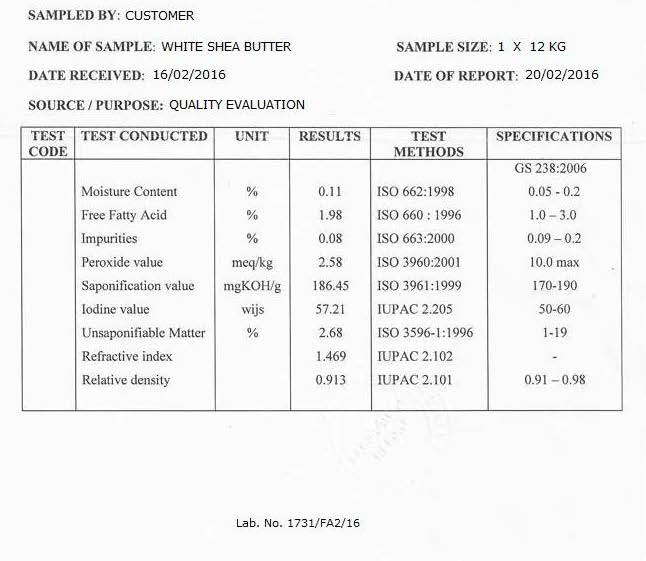 SAMPLED BY: CUSTOMER
NAME OF SAMPLE: WHITE SHEA BUTTER SAMPLE SIZE: 1 X 12 KG
DATE RECEIVED: 16/02/2016 DATE OF REPORT: 20/02/2016
SOURCE / PURPOSE: QUALITY EVALUATION
TEST CODE TEST CONDUCTED UNIT RESULTS TEST METHODS SPECIFICATIONS
GS 238:2006
Moisture Content % 0.11 ISO 662:1998 0.05 - 0.2
Free Fatty Acid % 1.98 ISO 660 : 1996 1.0 – 3.0
Impurities % 0.08 ISO 663:2000 0.09 – 0.2
Peroxide value meq/kg 2.58 ISO 3960:2001 10.0 max
Saponification value mgKOH/g 186.45 ISO 3961:1999 170-190
Iodine value wijs 57.21 IUPAC 2.205 50-60
Unsaponifiable Matter % 2.68 ISO 3596-1:1996 1-19
Refractive index 1.469 IUPAC 2.102 -
Relative density 0.913 IUPAC 2.101 0.91 – 0.98
Lab. No. 1731/FA2/16